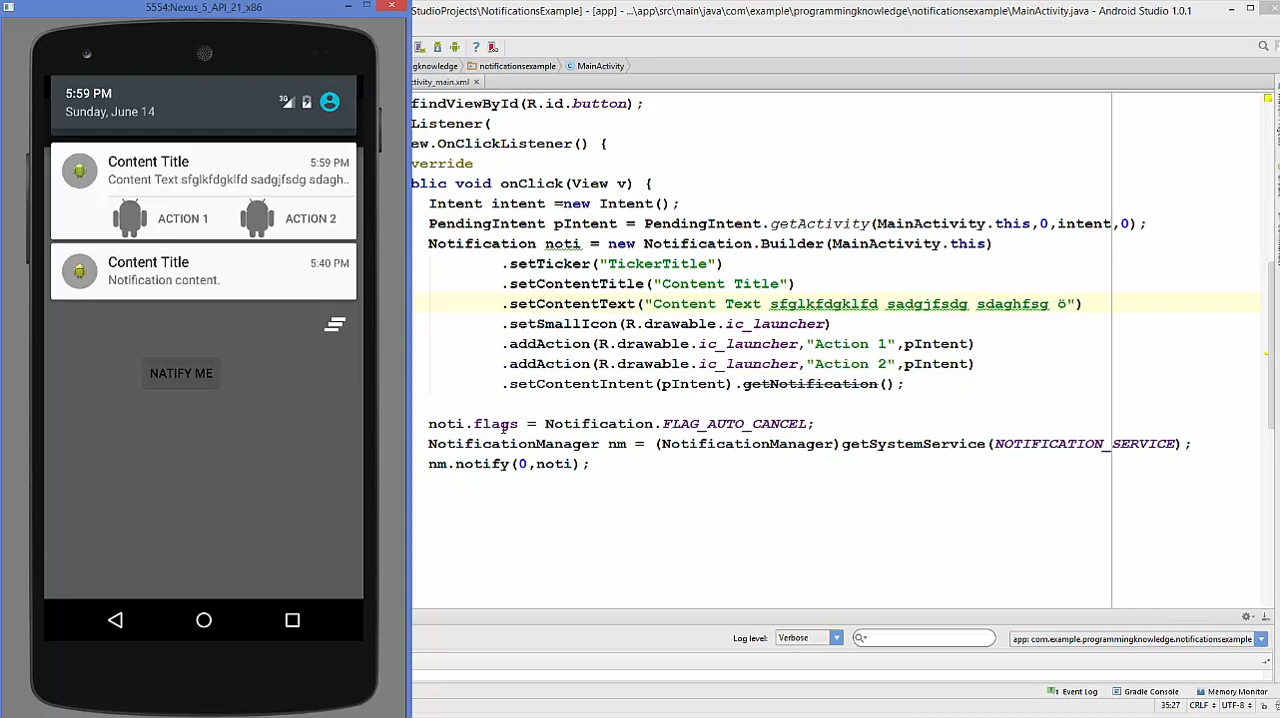 5554:Nexus_5_API_21_x86
5:59 PM
Sunday, June 14
3G
Content Title
5:59 PM
Content Text sfglkfdgklfd sadgjfsdg sdagh..
ACTION 1
ACTION 2
Content Title
5:40 PM
Notification content.
NATIFY ME
StudioProjects\NotificationsExample] - [app] - ...\app\src\main\java\com\example\programmingknowledge\notificationsexample\MainActivity.java - Android Studio 1.0.1
gknowledge
notificationsexample
MainActivity
tivity_main.xml
findViewById(R.id.button);
Listener(
ew.OnClickListener() {
verride
blic void onClick(View v) {
Intent intent =new Intent();
PendingIntent pIntent = PendingIntent.getActivity(MainActivity.this,0,intent,0);
Notification noti = new Notification.Builder(MainActivity.this)
.setTicker("TickerTitle")
.setContentTitle("Content Title")
.setContentText("Content Text sfglkfdgklfd sadgjfsdg sdaghfsg ö")
.setSmallIcon(R.drawable.ic_launcher)
.addAction(R.drawable.ic_launcher,"Action 1",pIntent)
.addAction(R.drawable.ic_launcher,"Action 2",pIntent)
.setContentIntent(pIntent).getNotification();
noti.flags = Notification.FLAG_AUTO_CANCEL;
NotificationManager nm = (NotificationManager)getSystemService(NOTIFICATION_SERVICE);
nm.notify(0,noti);
Log level:
Verbose
app: com.example.programmingknowledge.notificationsexample
Event Log
Gradle Console
Memory Monitor
35:27
CRLF
UTF-8